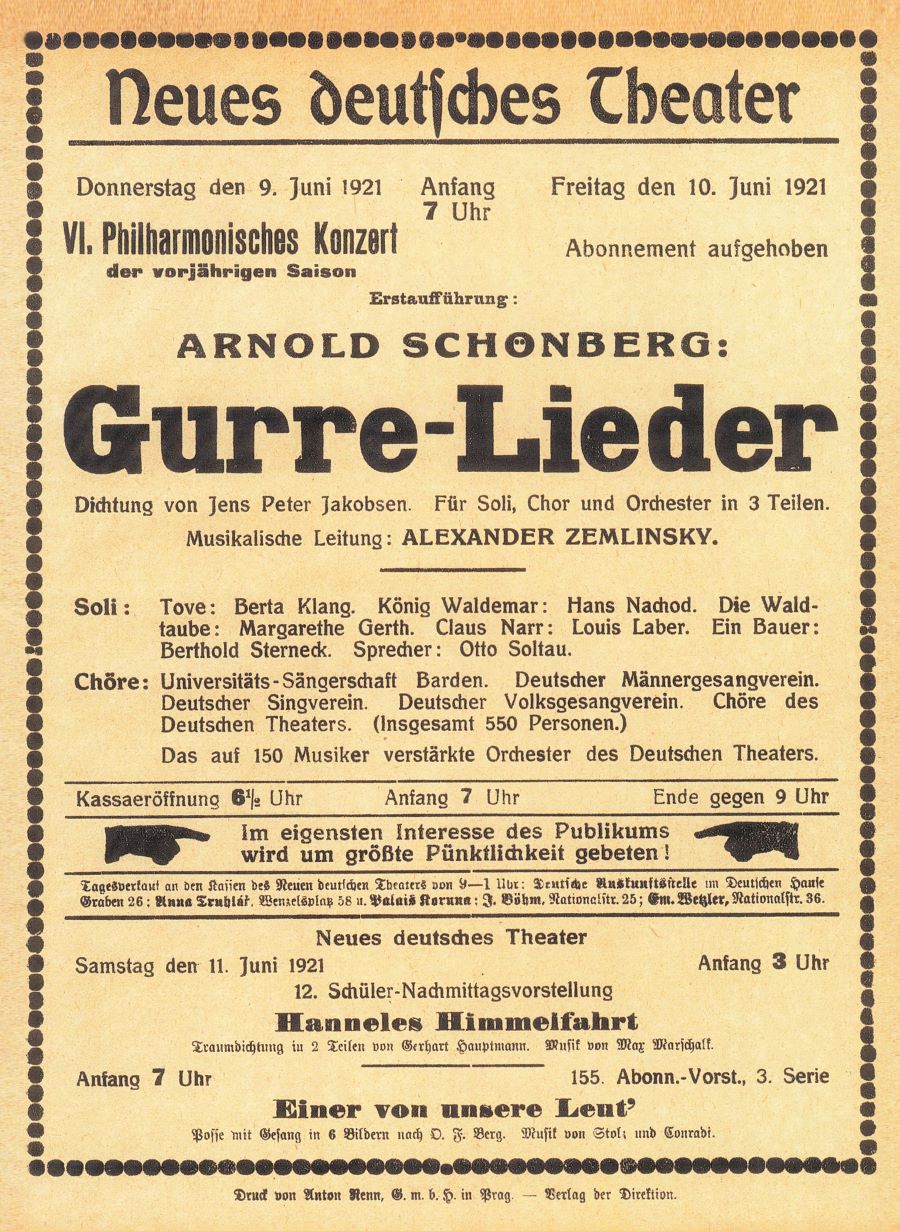 Neues deutsches Theater
Donnerstag den 9. Juni 1921 Anfang 7 Uhr Freitag den 10. Juni 1921
VI. Philharmonisches Konzert
der vorjährigen Saison
Abonnement aufgehoben
Erstaufführung:
ARNOLD SCHÖNBERG:
Gurre-Lieder
Dichtung von Jens Peter Jakobsen. Für Soli, Chor und Orchester in 3 Teilen.
Musikalische Leitung: ALEXANDER ZEMLINSKY.
Soli: Tove: Berta Klang. König Waldemar: Hans Nachod. Die Wald-
taube: Margarethe Gerth. Claus Narr: Louis Laber. Ein Bauer:
Berthold Sterneck. Sprecher: Otto Soltau.
Chöre: Universitäts-Sängerschaft Barden. Deutscher Männergesangverein.
Deutscher Singverein. Deutscher Volksgesangverein. Chöre des
Deutschen Theaters. (Insgesamt 550 Personen.)
Das auf 150 Musiker verstärkte Orchester des Deutschen Theaters.
Kassaeröffnung 6½ Uhr Anfang 7 Uhr Ende gegen 9 Uhr
Im eigensten Interesse des Publikums
wird um größte Pünktlichkeit gebeten!
Tagesverkauf an den Kassen des Neuen deutschen Theaters von 9—1 Uhr: Deutsche Auskunftsstelle im Deutschen Hause
Graben 26; Anna Truhlář, Wenzelsplatz 58 u. Palais Koruna; J. Böhm, Nationalstr. 25; Em. Wetzler, Nationalstr. 36.
Neues deutsches Theater
Samstag den 11. Juni 1921 Anfang 3 Uhr
12. Schüler-Nachmittagsvorstellung
Hanneles Himmelfahrt
Traumdichtung in 2 Teilen von Gerhart Hauptmann. Musik von Max Marschalk.
Anfang 7 Uhr 155. Abonn.-Vorst., 3. Serie
Einer von unsere Leut'
Posse mit Gesang in 6 Bildern nach O. F. Berg. Musik von Stolz und Conradi.
Druck von Anton Renn, G. m. b. H. in Prag. — Verlag der Direktion.